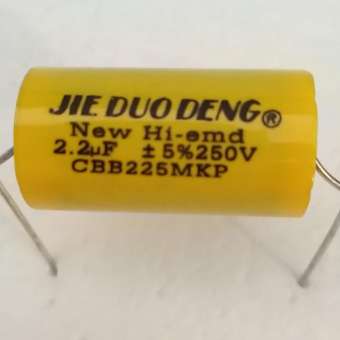 JIE DUO DENG®
New Hi-emd
2.2µF ±5%250V
CBB225MKP